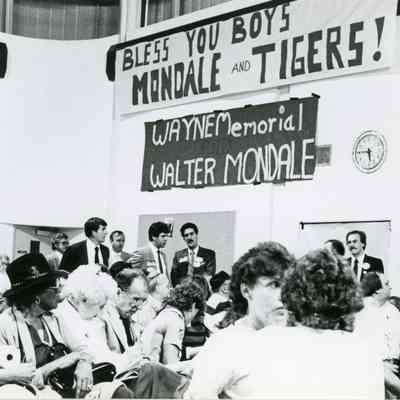 BLESS YOU BOYS
MONDALE AND TIGERS!
WAYNE Memorial
WALTER MONDALE